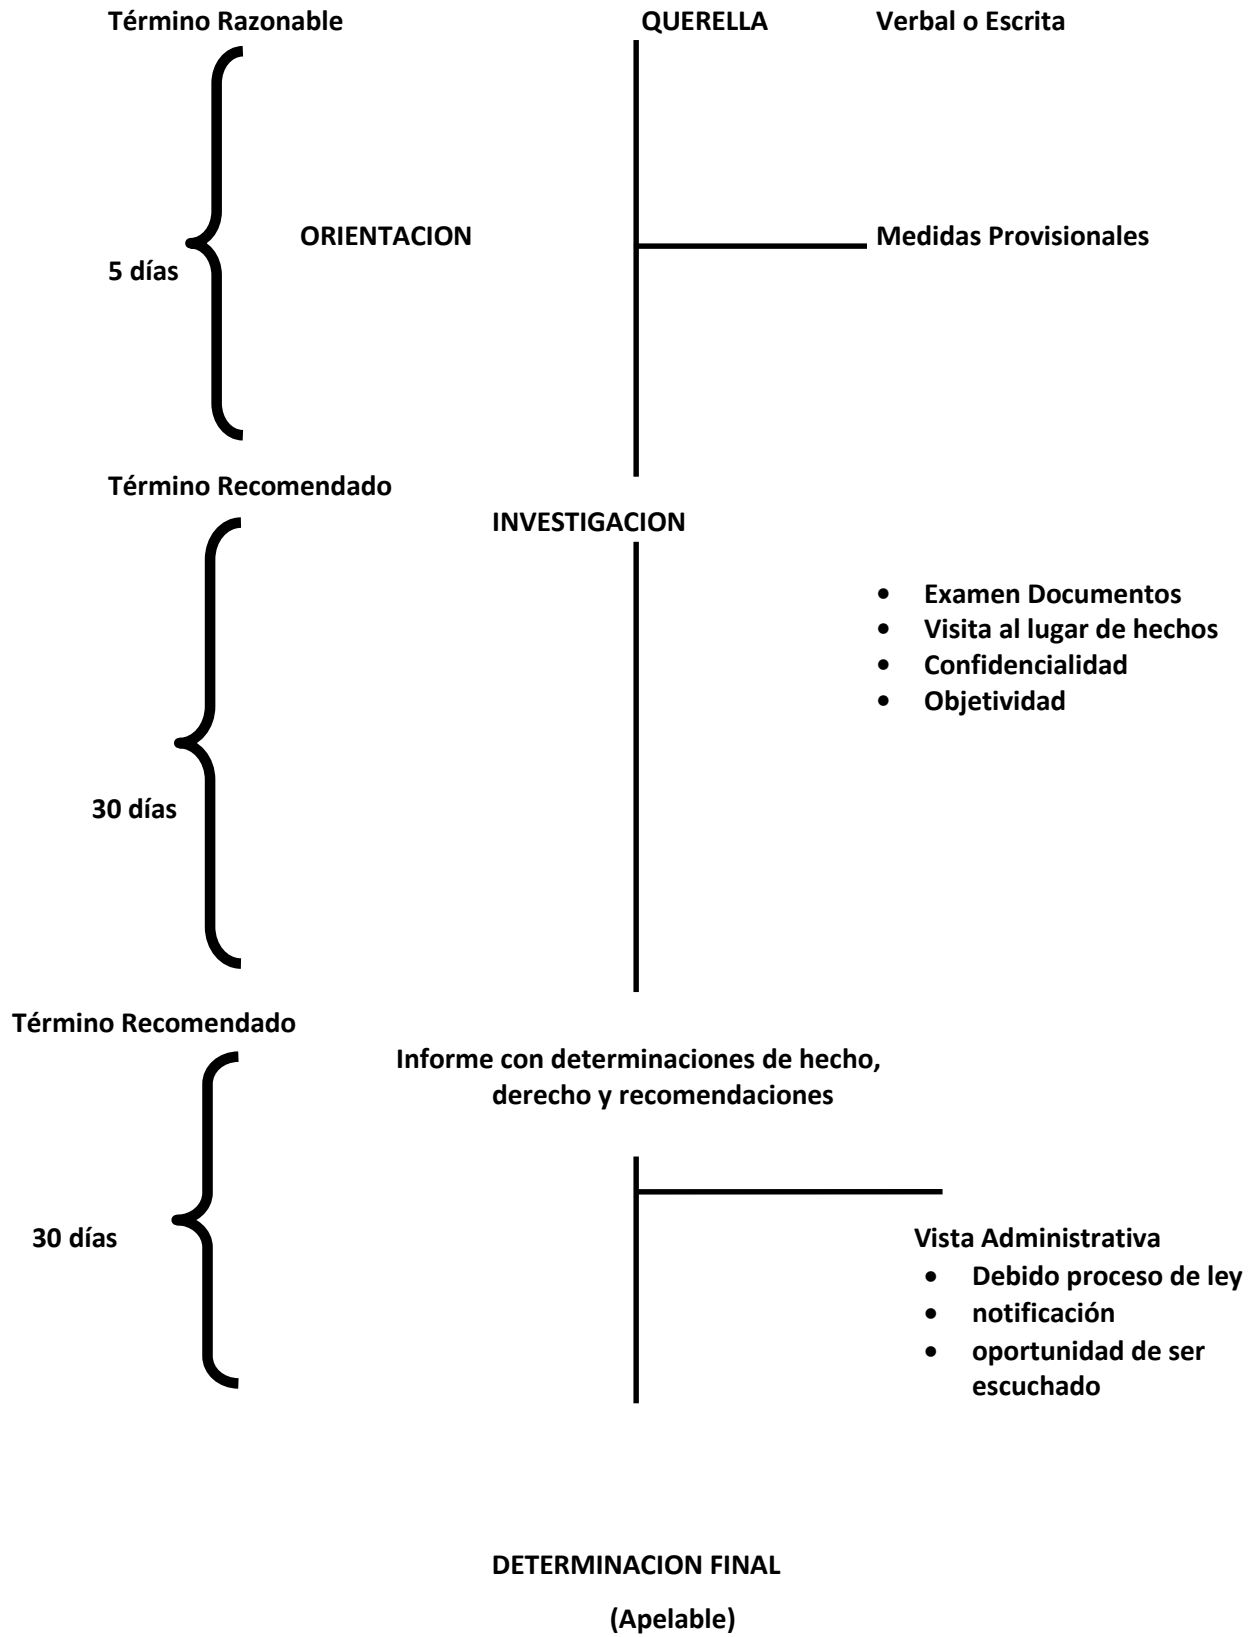 Término Razonable QUERELLA Verbal o Escrita
ORIENTACION Medidas Provisionales
5 días
Término Recomendado
INVESTIGACION
• Examen Documentos
• Visita al lugar de hechos
• Confidencialidad
• Objetividad
30 días
Término Recomendado
Informe con determinaciones de hecho,
derecho y recomendaciones
30 días
Vista Administrativa
• Debido proceso de ley
• notificación
• oportunidad de ser
escuchado
DETERMINACION FINAL
(Apelable)